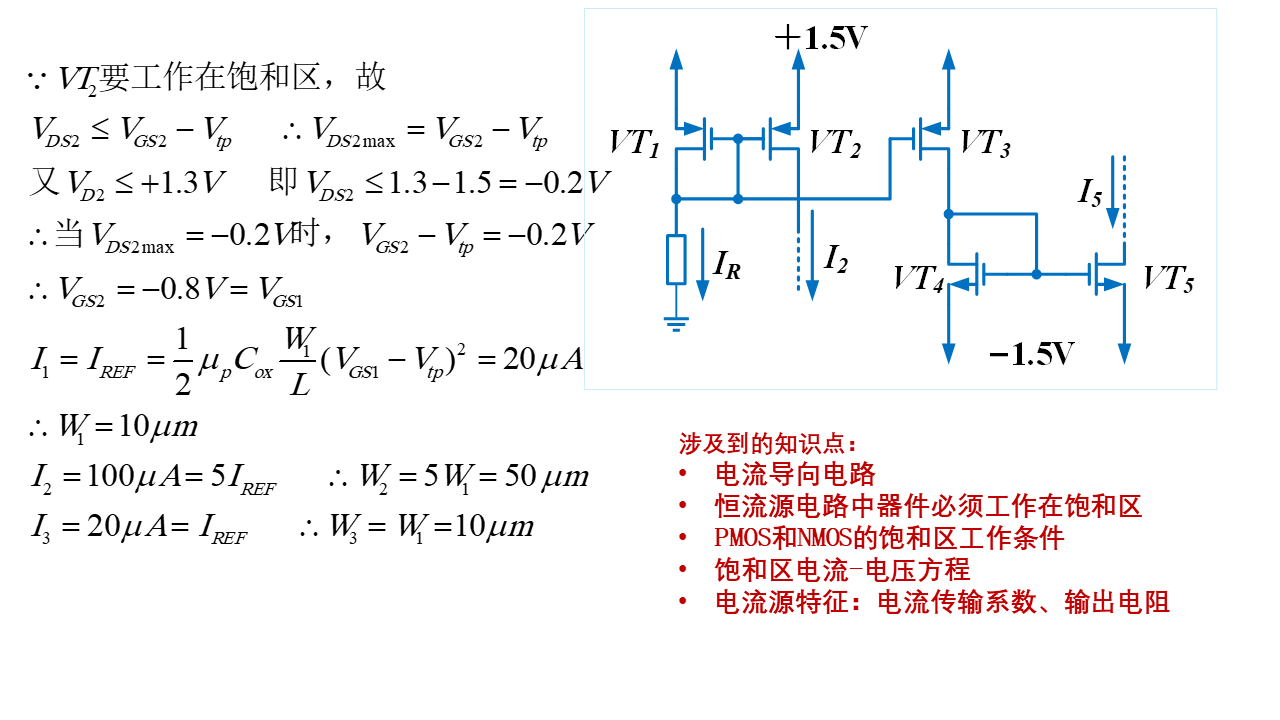 ∵ VT₂要工作在饱和区，故
V_DS2 ≤ V_GS2 − V_tp ∴ V_DS2max = V_GS2 − V_tp
又 V_D2 ≤ +1.3V 即 V_DS2 ≤ 1.3−1.5 = −0.2V
∴当 V_DS2max = −0.2V时， V_GS2 − V_tp = −0.2V
∴ V_GS2 = −0.8V = V_GS1
I₁ = I_REF = 1/2 μ_p C_ox W₁/L (V_GS1 − V_tp)² = 20μA
∴ W₁ = 10μm
I₂ = 100μA = 5I_REF ∴ W₂ = 5W₁ = 50μm
I₃ = 20μA = I_REF ∴ W₃ = W₁ = 10μm
＋1.5V
VT₁
VT₂
VT₃
I₅
I_R
I₂
VT₄
VT₅
−1.5V
涉及到的知识点：
• 电流导向电路
• 恒流源电路中器件必须工作在饱和区
• PMOS和NMOS的饱和区工作条件
• 饱和区电流-电压方程
• 电流源特征：电流传输系数、输出电阻